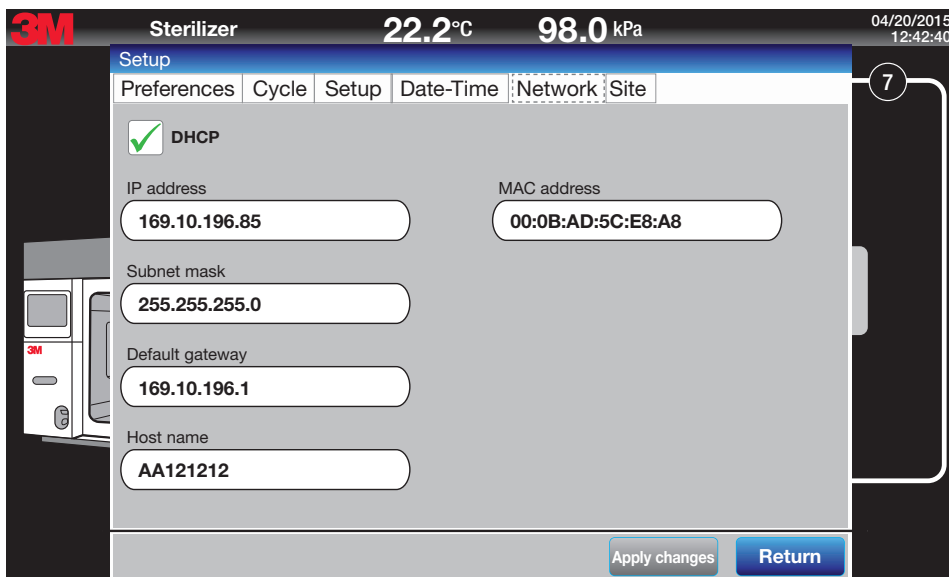 3M Sterilizer 22.2°C 98.0 kPa 04/20/2015
12:42:40
Setup
Preferences Cycle Setup Date-Time Network Site
7
DHCP
IP address MAC address
169.10.196.85 00:0B:AD:5C:E8:A8
Subnet mask
255.255.255.0
3M
Default gateway
169.10.196.1
Host name
AA121212
Apply changes Return